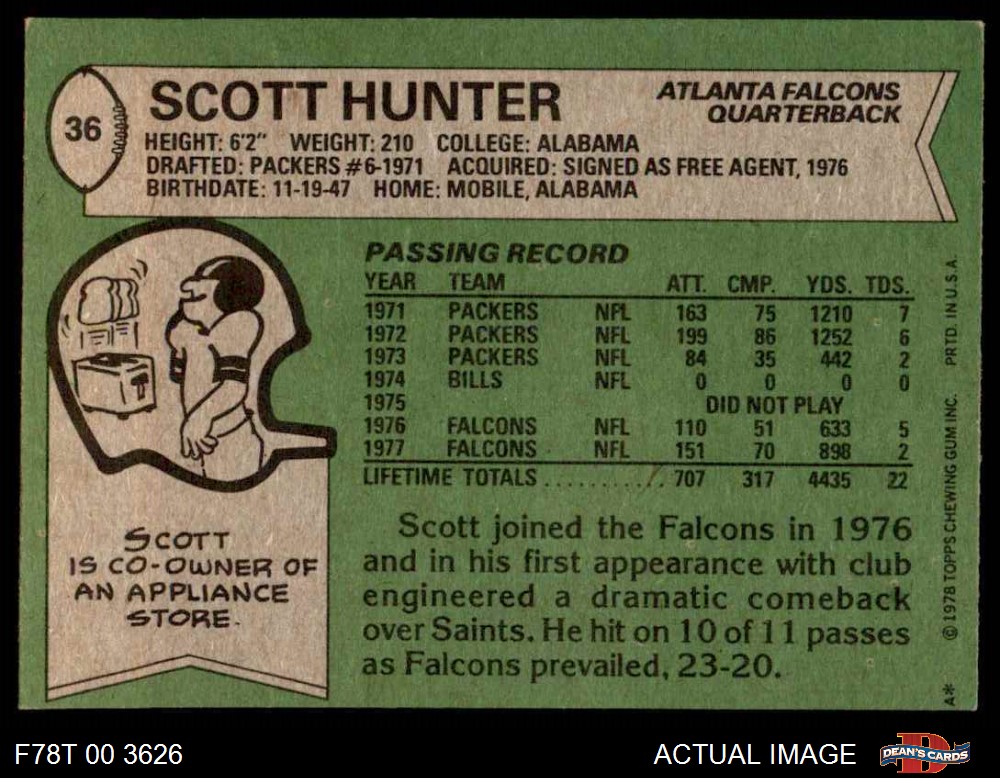 36
SCOTT HUNTER
ATLANTA FALCONS
QUARTERBACK
HEIGHT: 6'2" WEIGHT: 210 COLLEGE: ALABAMA
DRAFTED: PACKERS #6-1971 ACQUIRED: SIGNED AS FREE AGENT, 1976
BIRTHDATE: 11-19-47 HOME: MOBILE, ALABAMA
PASSING RECORD
YEAR TEAM ATT. CMP. YDS. TDS.
1971 PACKERS NFL 163 75 1210 7
1972 PACKERS NFL 199 86 1252 6
1973 PACKERS NFL 84 35 442 2
1974 BILLS NFL 0 0 0 0
1975 DID NOT PLAY
1976 FALCONS NFL 110 51 633 5
1977 FALCONS NFL 151 70 898 2
LIFETIME TOTALS.......... 707 317 4435 22
SCOTT
IS CO-OWNER OF
AN APPLIANCE
STORE.
Scott joined the Falcons in 1976
and in his first appearance with club
engineered a dramatic comeback
over Saints. He hit on 10 of 11 passes
as Falcons prevailed, 23-20.
A* © 1978 TOPPS CHEWING GUM INC. PRTD. IN U.S.A.
F78T 00 3626
ACTUAL IMAGE
D
DEAN'S CARDS